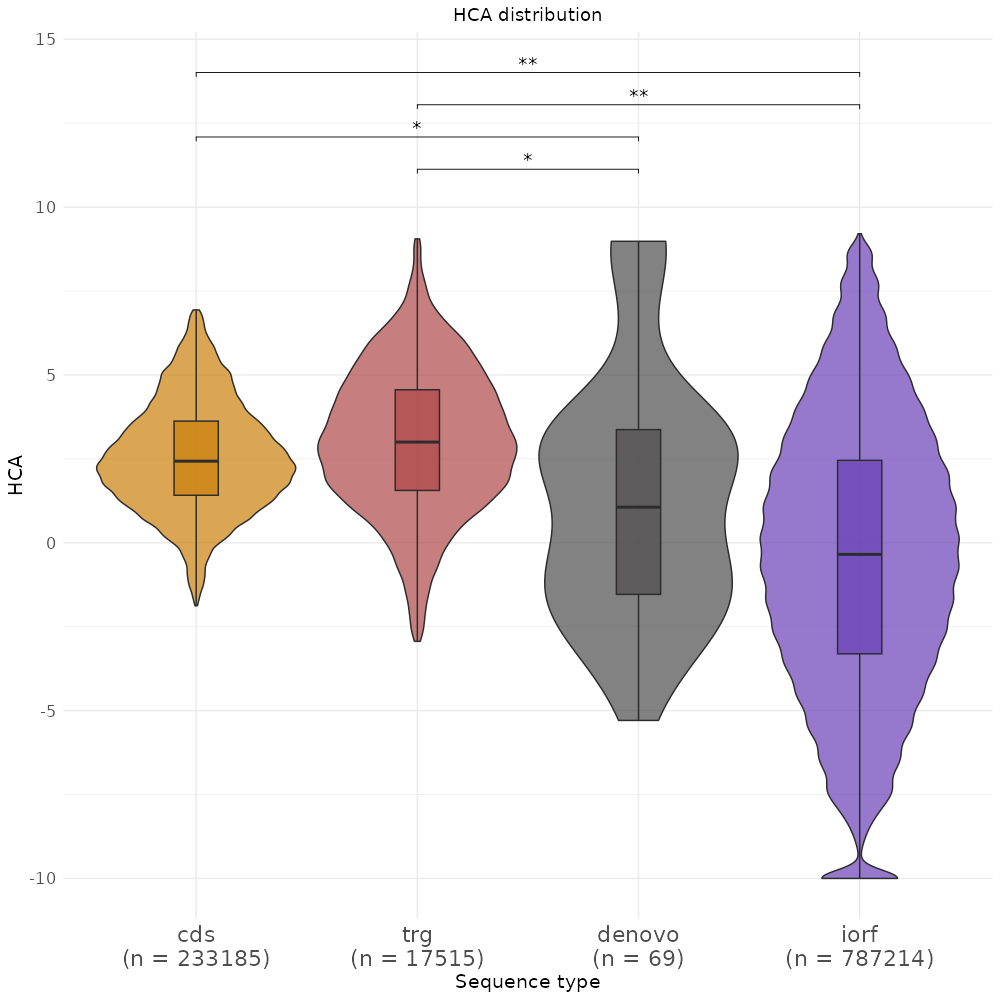 HCA distribution
15
**
**
*
*
10
5
HCA
0
-5
-10
cds
(n = 233185)
trg
(n = 17515)
denovo
(n = 69)
iorf
(n = 787214)
Sequence type